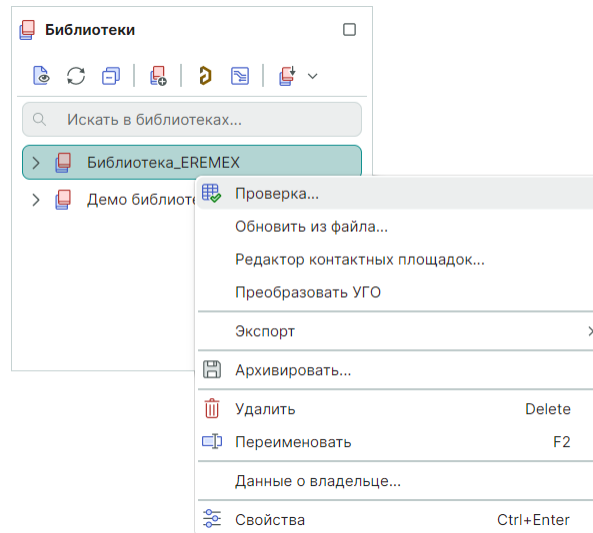 Библиотеки
Искать в библиотеках...
Библиотека_EREMEX
Демо библиоте
Проверка...
Обновить из файла...
Редактор контактных площадок...
Преобразовать УГО
Экспорт
Архивировать...
Удалить Delete
Переименовать F2
Данные о владельце...
Свойства Ctrl+Enter